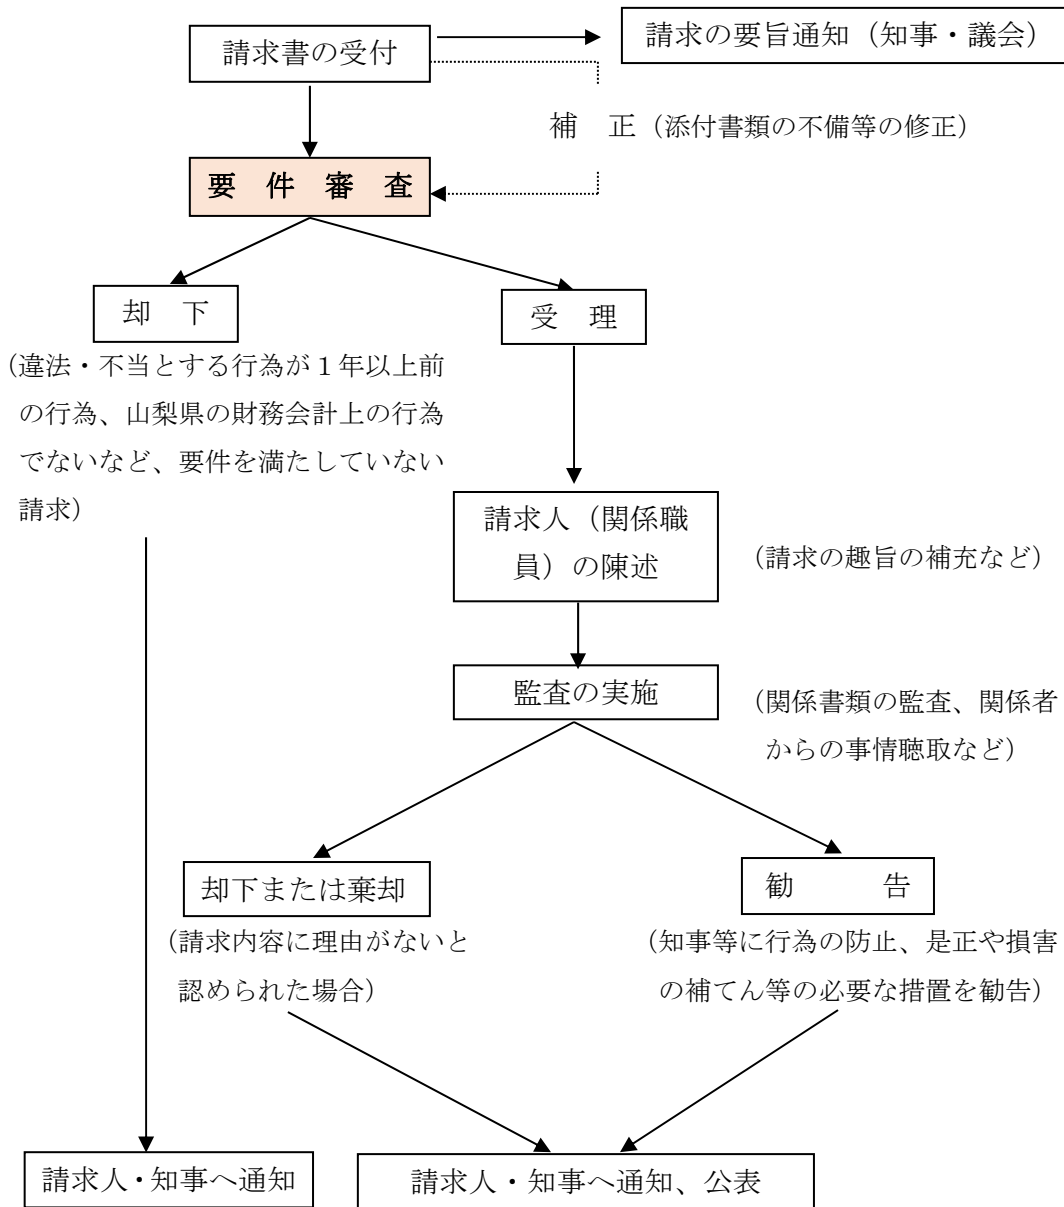 請求書の受付
請求の要旨通知（知事・議会）
補　正（添付書類の不備等の修正）
要　件　審　査
却　下
受　理
（違法・不当とする行為が１年以上前
の行為、山梨県の財務会計上の行為
でないなど、要件を満たしていない
請求）
請求人（関係職
員）の陳述
（請求の趣旨の補充など）
監査の実施
（関係書類の監査、関係者
からの事情聴取など）
却下または棄却
勧　　　告
（請求内容に理由がないと
認められた場合）
（知事等に行為の防止、是正や損害
の補てん等の必要な措置を勧告）
請求人・知事へ通知
請求人・知事へ通知、公表